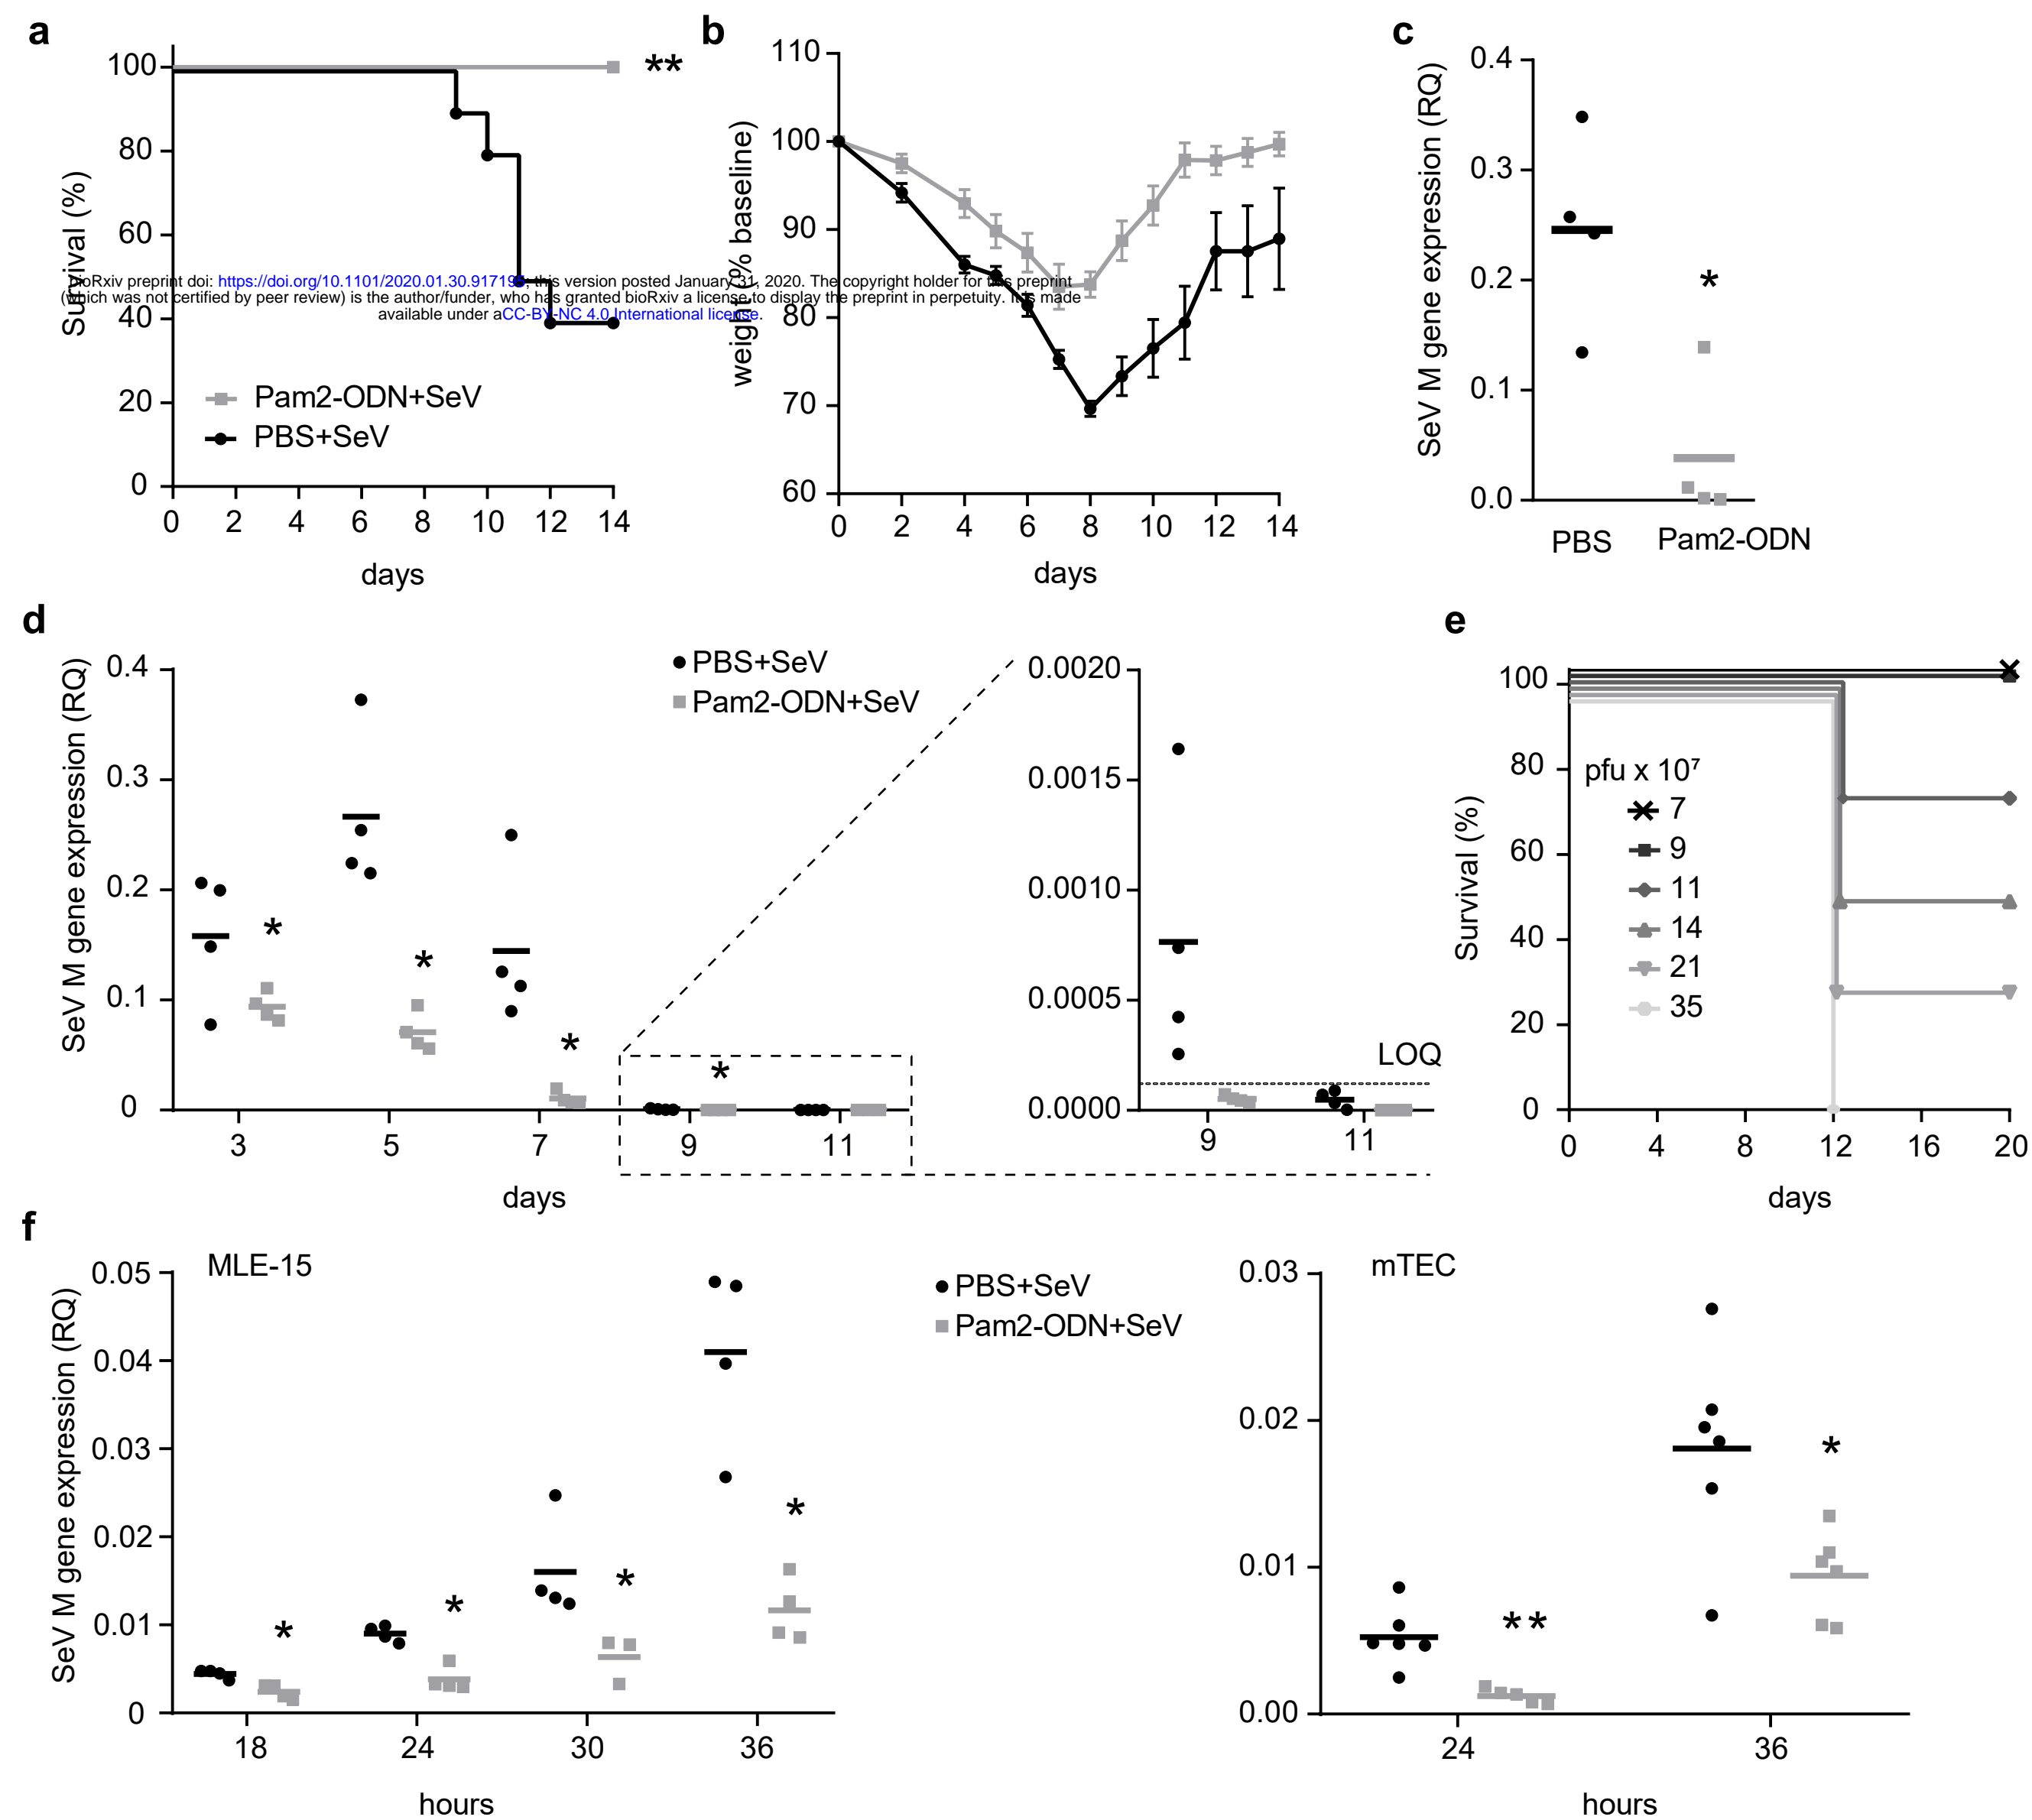 a
Survival (%)
100
80
60
40
20
0
**
Pam2-ODN+SeV
PBS+SeV
0 2 4 6 8 10 12 14
days
b
weight (% baseline)
110
100
90
80
70
60
0 2 4 6 8 10 12 14
days
c
SeV M gene expression (RQ)
0.4
0.3
0.2
0.1
0.0
*
PBS Pam2-ODN
bioRxiv preprint doi: https://doi.org/10.1101/2020.01.30.917195; this version posted January 31, 2020. The copyright holder for this preprint
(which was not certified by peer review) is the author/funder, who has granted bioRxiv a license to display the preprint in perpetuity. It is made
available under aCC-BY-NC 4.0 International license.
d
SeV M gene expression (RQ)
0.4
0.3
0.2
0.1
0
PBS+SeV
Pam2-ODN+SeV
* * * *
3 5 7 9 11
days
0.0020
0.0015
0.0010
0.0005
0.0000
LOQ
9 11
e
Survival (%)
100
80
60
40
20
0
pfu x 10⁷
7
9
11
14
21
35
0 4 8 12 16 20
days
f
SeV M gene expression (RQ)
MLE-15
0.05
0.04
0.03
0.02
0.01
0
PBS+SeV
Pam2-ODN+SeV
* * * *
18 24 30 36
hours
mTEC
0.03
0.02
0.01
0.00
** *
24 36
hours